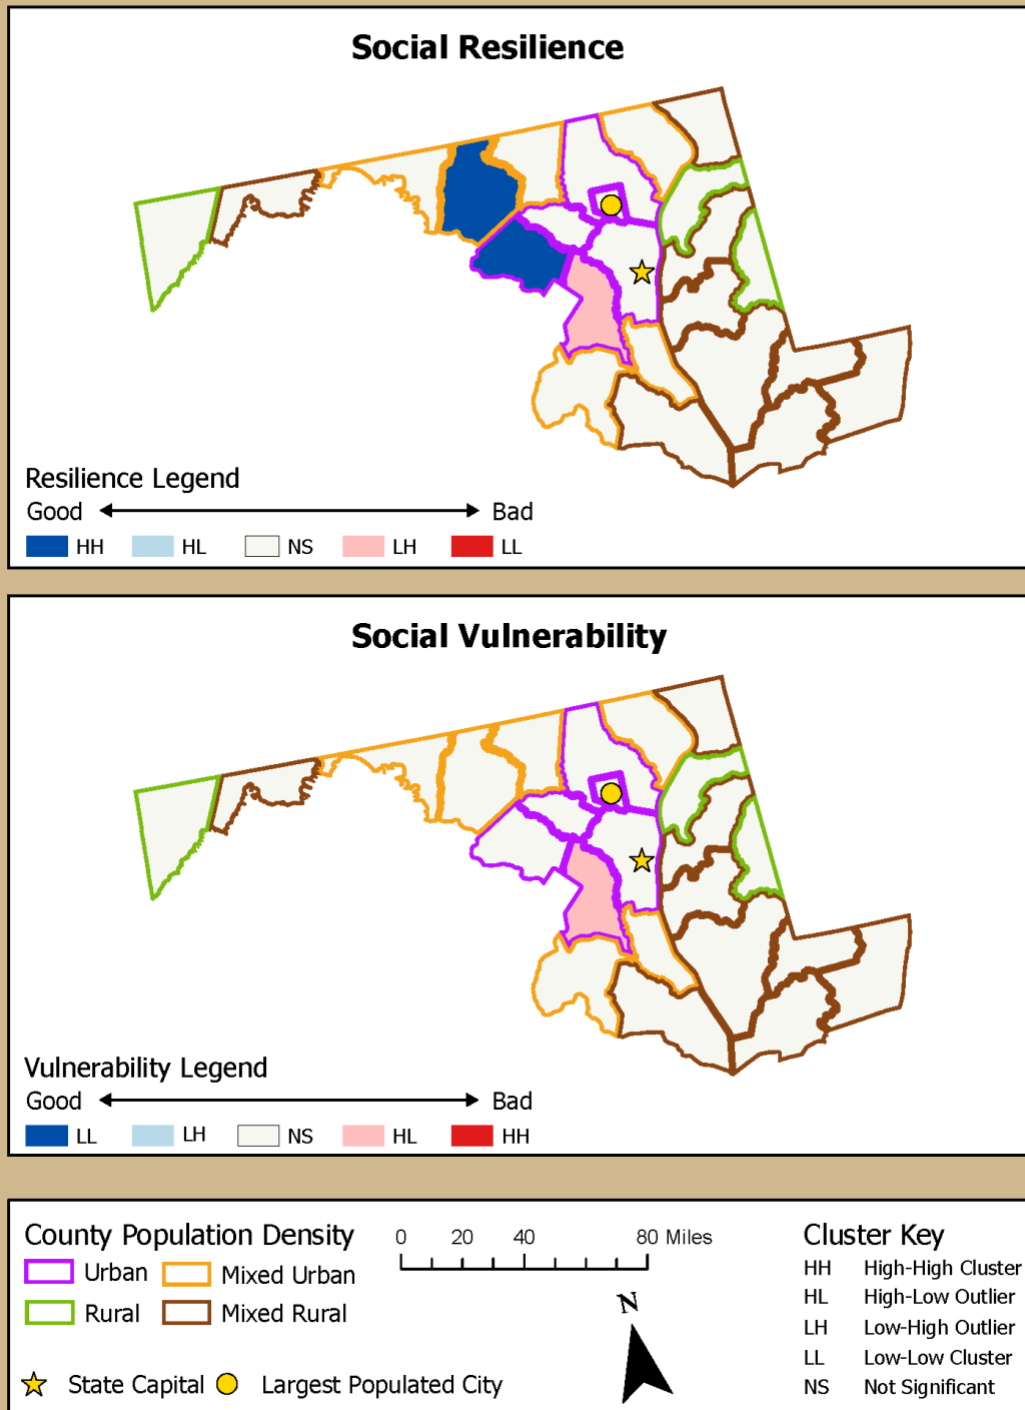 Social Resilience
Resilience Legend
Good Bad
HH HL NS LH LL
Social Vulnerability
Vulnerability Legend
Good Bad
LL LH NS HL HH
County Population Density
Urban Mixed Urban
Rural Mixed Rural
State Capital Largest Populated City
0 20 40 80 Miles
N
Cluster Key
HH High-High Cluster
HL High-Low Outlier
LH Low-High Outlier
LL Low-Low Cluster
NS Not Significant